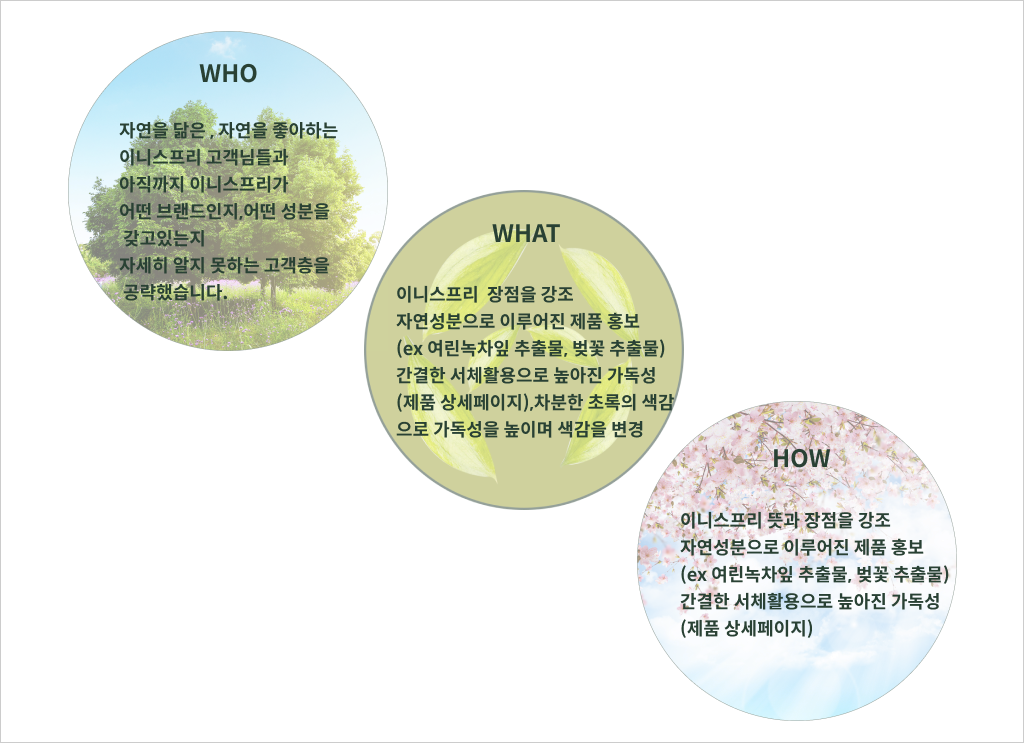 WHO
자연을 닮은 , 자연을 좋아하는
이니스프리 고객님들과
아직까지 이니스프리가
어떤 브랜드인지,어떤 성분을
갖고있는지
자세히 알지 못하는 고객층을
공략했습니다.
WHAT
이니스프리 장점을 강조
자연성분으로 이루어진 제품 홍보
(ex 여린녹차잎 추출물, 벚꽃 추출물)
간결한 서체활용으로 높아진 가독성
(제품 상세페이지),차분한 초록의 색감
으로 가독성을 높이며 색감을 변경
HOW
이니스프리 뜻과 장점을 강조
자연성분으로 이루어진 제품 홍보
(ex 여린녹차잎 추출물, 벚꽃 추출물)
간결한 서체활용으로 높아진 가독성
(제품 상세페이지)